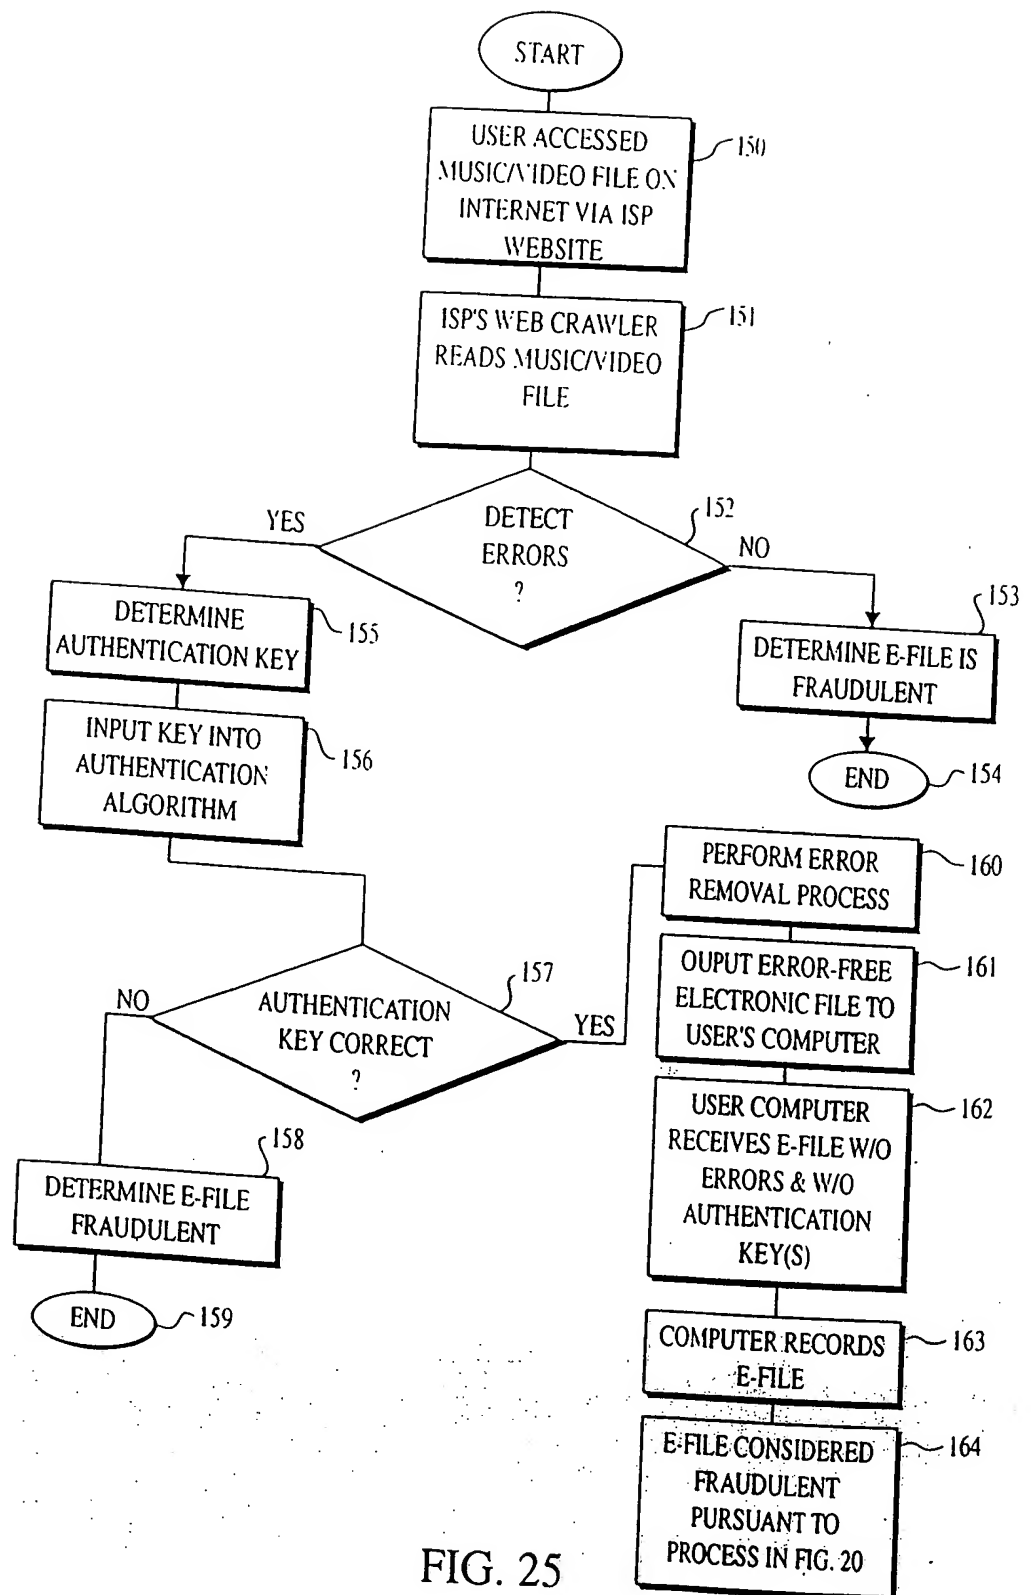 START
USER ACCESSED
MUSIC/VIDEO FILE ON
INTERNET VIA ISP
WEBSITE
150
ISP'S WEB CRAWLER
READS MUSIC/VIDEO
FILE
151
DETECT
ERRORS
?
152
YES
NO
DETERMINE
AUTHENTICATION KEY
155
153
DETERMINE E-FILE IS
FRAUDULENT
INPUT KEY INTO
AUTHENTICATION
ALGORITHM
156
END
154
PERFORM ERROR
REMOVAL PROCESS
160
AUTHENTICATION
KEY CORRECT
?
157
NO
YES
OUPUT ERROR-FREE
ELECTRONIC FILE TO
USER'S COMPUTER
161
USER COMPUTER
RECEIVES E-FILE W/O
ERRORS & W/O
AUTHENTICATION
KEY(S)
162
158
DETERMINE E-FILE
FRAUDULENT
END
159
COMPUTER RECORDS
E-FILE
163
E-FILE CONSIDERED
FRAUDULENT
PURSUANT TO
PROCESS IN FIG. 20
164
FIG. 25